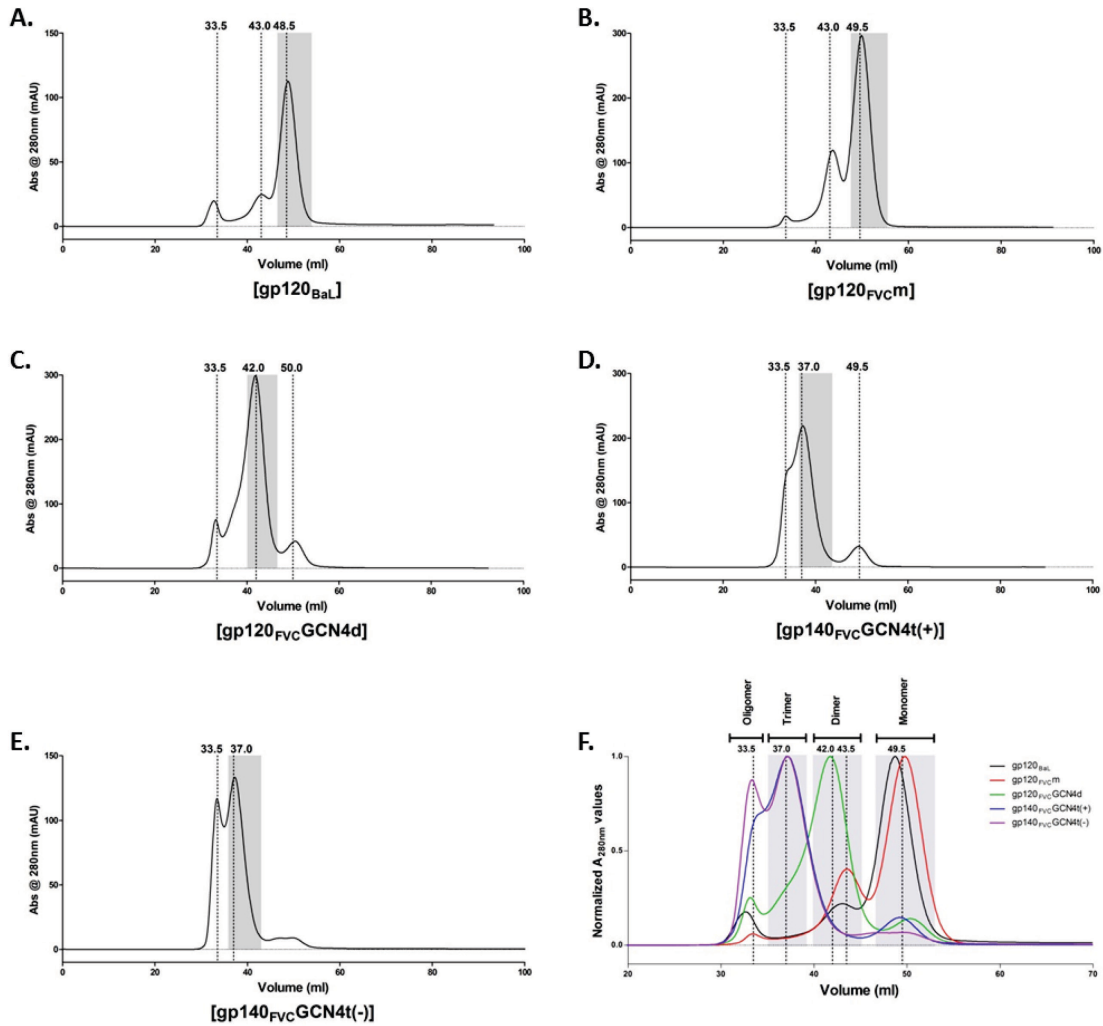 A.
33.5 43.0 48.5
150
100
50
0
Abs @ 280nm (mAU)
0 20 40 60 80 100
Volume (ml)
[gp120BaL]
B.
33.5 43.0 49.5
300
200
100
0
Abs @ 280nm (mAU)
0 20 40 60 80 100
Volume (ml)
[gp120FVCm]
C.
33.5 42.0 50.0
300
200
100
0
Abs @ 280nm (mAU)
0 20 40 60 80 100
Volume (ml)
[gp120FVCGCN4d]
D.
33.5 37.0 49.5
300
200
100
0
Abs @ 280nm (mAU)
0 20 40 60 80 100
Volume (ml)
[gp140FVCGCN4t(+)]
E.
33.5 37.0
150
100
50
0
Abs @ 280nm (mAU)
0 20 40 60 80 100
Volume (ml)
[gp140FVCGCN4t(-)]
F.
Oligomer
Trimer
Dimer
Monomer
33.5 37.0 42.0 43.5 49.5
1.0
0.5
0.0
Normalized A280nm values
20 30 40 50 60 70
Volume (ml)
gp120BaL
gp120FVCm
gp120FVCGCN4d
gp140FVCGCN4t(+)
gp140FVCGCN4t(-)